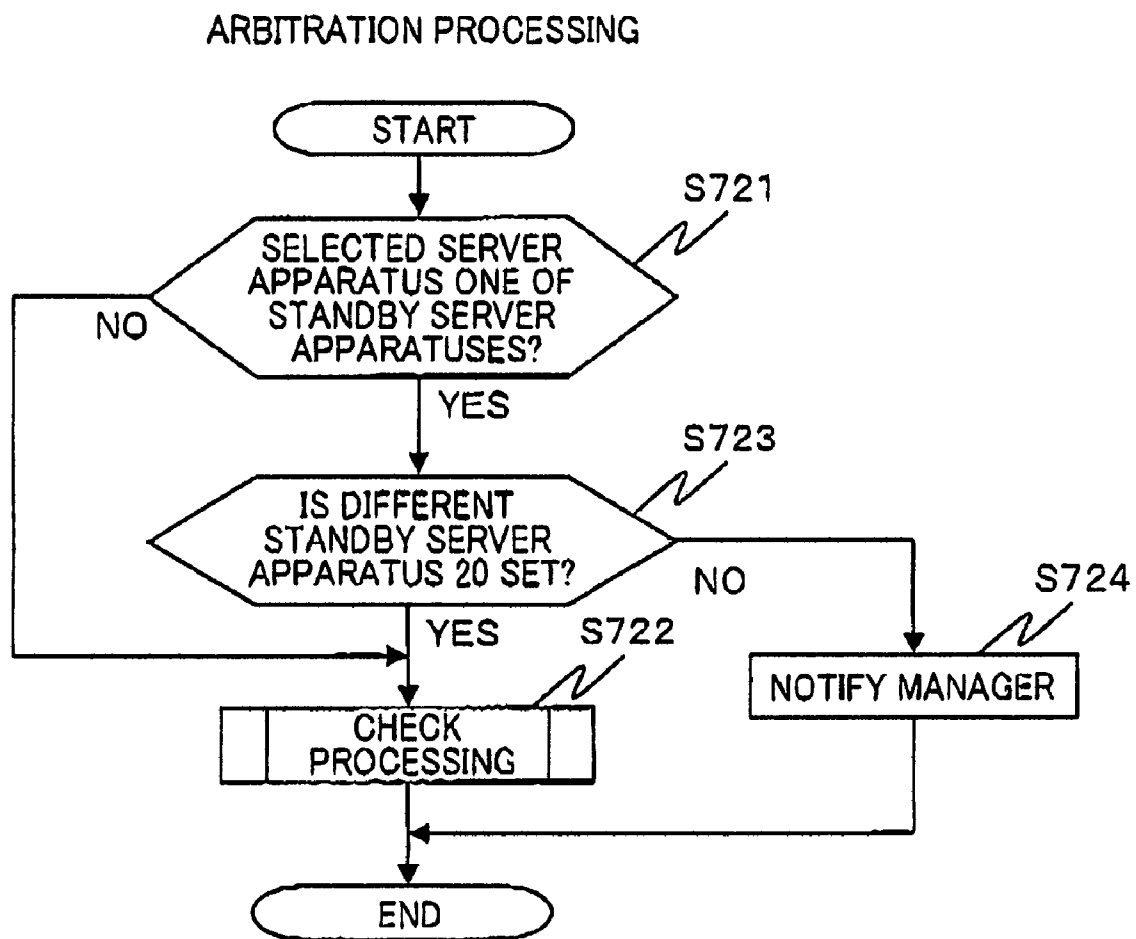 ARBITRATION PROCESSING
START
S721
SELECTED SERVER
APPARATUS ONE OF
STANDBY SERVER
APPARATUSES?
NO
YES
S723
IS DIFFERENT
STANDBY SERVER
APPARATUS 20 SET?
NO
YES
S724
S722
NOTIFY MANAGER
CHECK
PROCESSING
END